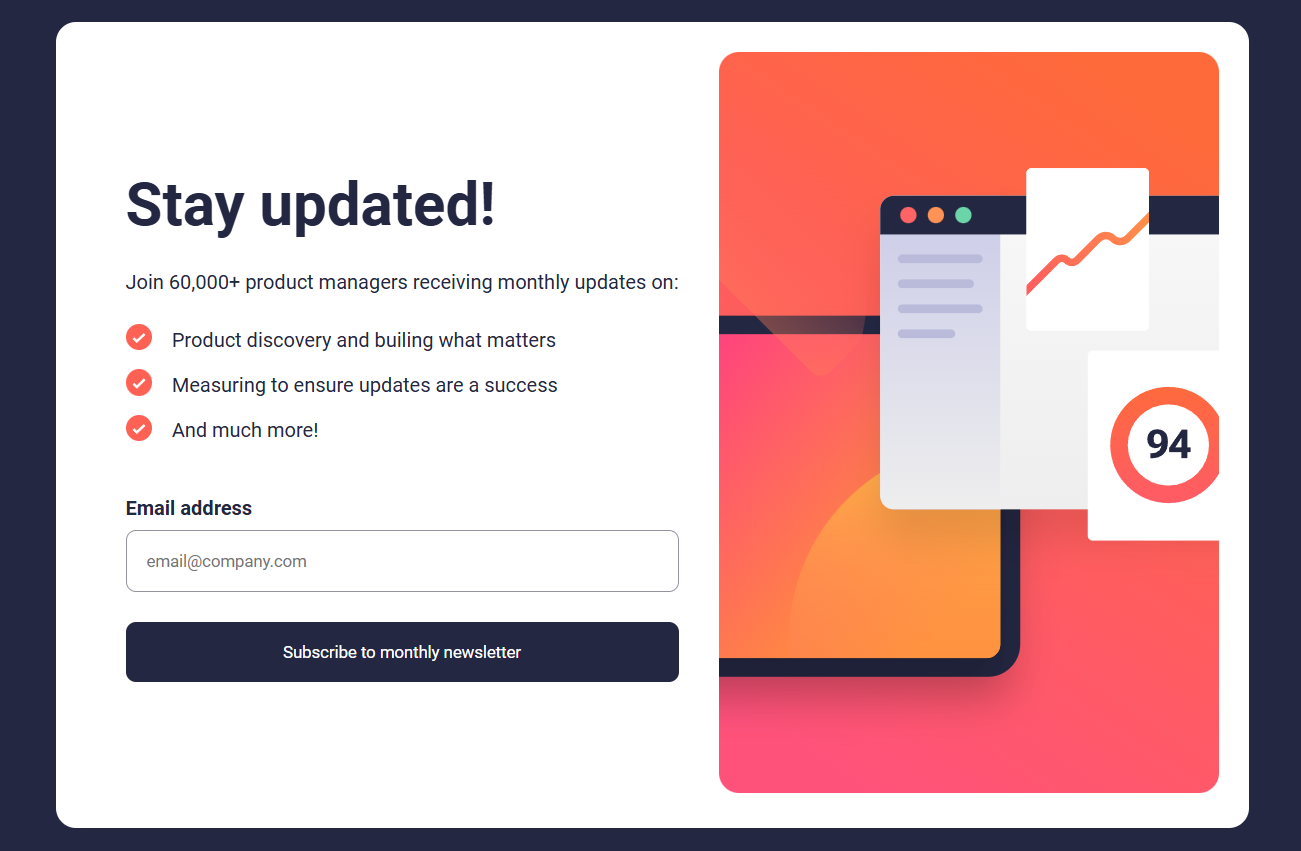 Stay updated!
Join 60,000+ product managers receiving monthly updates on:
Product discovery and builing what matters
Measuring to ensure updates are a success
And much more!
Email address
email@company.com
Subscribe to monthly newsletter
94